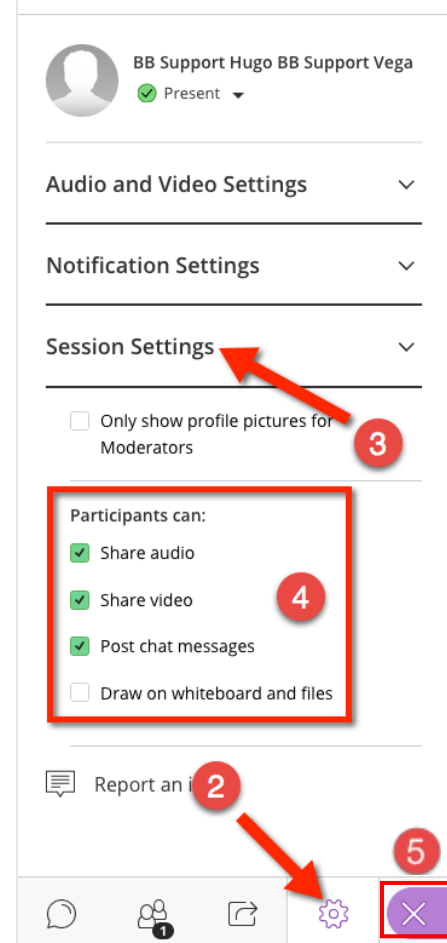 BB Support Hugo BB Support Vega
Present
Audio and Video Settings
Notification Settings
Session Settings
Only show profile pictures for
Moderators
3
Participants can:
Share audio
Share video
4
Post chat messages
Draw on whiteboard and files
Report an i
2
5
1